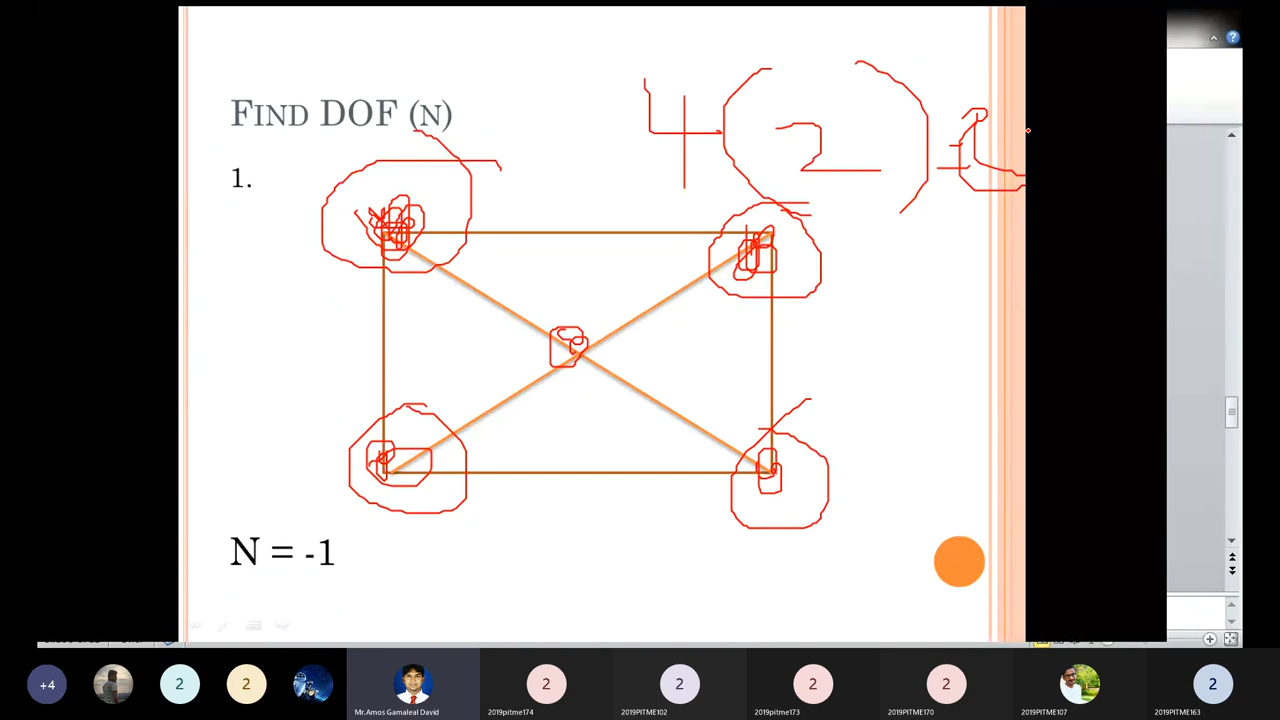 FIND DOF (N)
4 ( 2 ) =
1.
N = -1
+4
2
2
2
2
2
2
2
Mr.Amos Gamaleal David
2019pitme174
2019PITME102
2019pitme173
2019PITME170
2019PITME107
2019PITME163